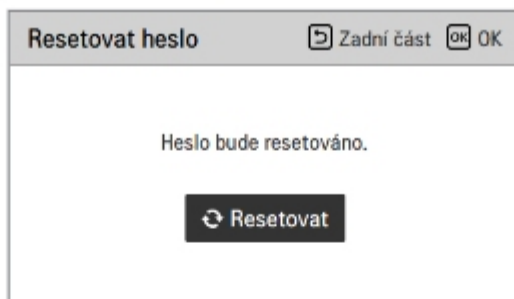 Resetovat heslo Zadní část OK OK
Heslo bude resetováno.
Resetovat